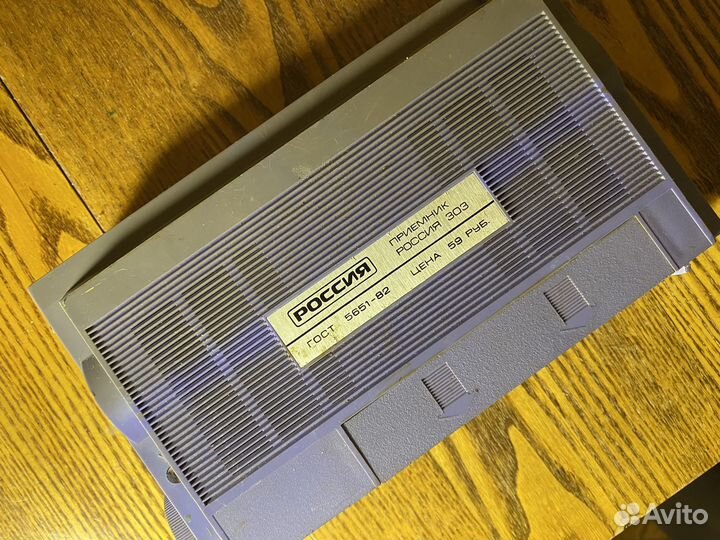 РОССИЯ
ПРИЕМНИК
РОССИЯ 303
ГОСТ 5651-82
ЦЕНА 59 РУБ.
Avito